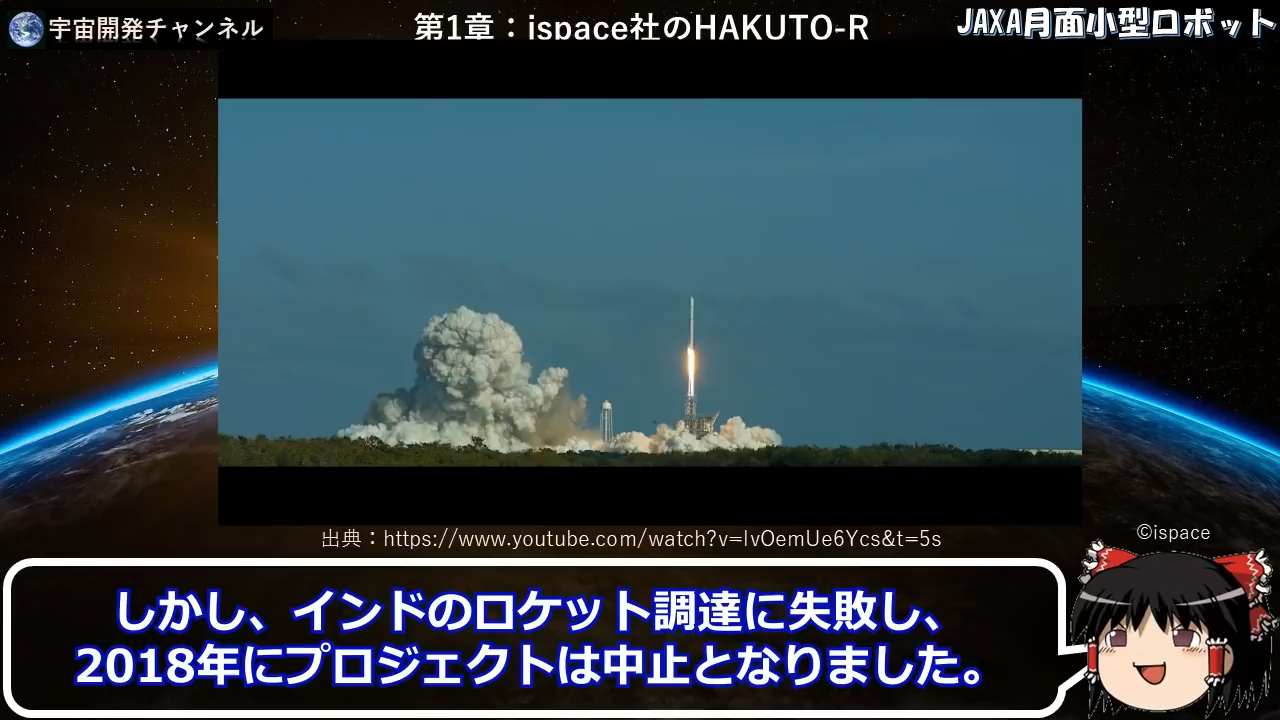 宇宙開発チャンネル
第1章：ispace社のHAKUTO-R
JAXA月面小型ロボット
出典：https://www.youtube.com/watch?v=lvOemUe6Ycs&t=5s
©ispace
しかし、インドのロケット調達に失敗し、
2018年にプロジェクトは中止となりました。